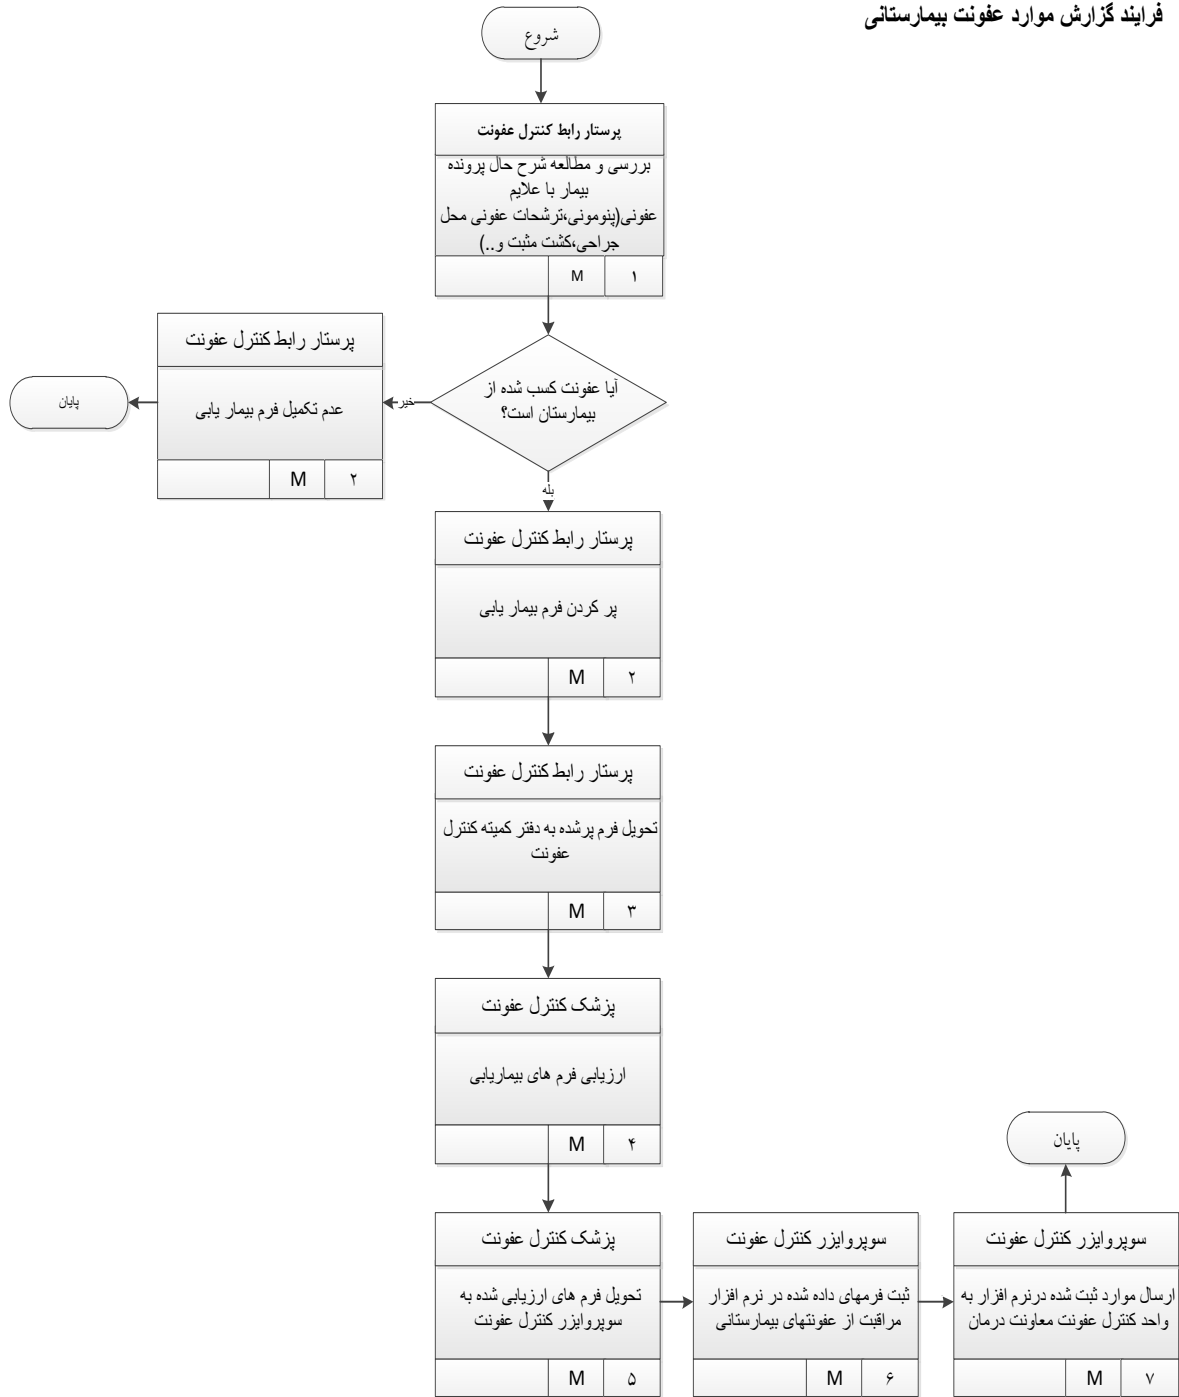 فرایند گزارش موارد عفونت بیمارستانی
شروع
پرستار رابط کنترل عفونت
بررسی و مطالعه شرح حال پرونده
بیمار با علایم
عفونی(پنومونی،ترشحات عفونی محل
جراحی،کشت مثبت و..)
۱ M
آیا عفونت کسب شده از
بیمارستان است؟
خیر
پرستار رابط کنترل عفونت
عدم تکمیل فرم بیمار یابی
۲ M
پایان
بله
پرستار رابط کنترل عفونت
پر کردن فرم بیمار یابی
۲ M
پرستار رابط کنترل عفونت
تحویل فرم پرشده به دفتر کمیته کنترل
عفونت
۳ M
پزشک کنترل عفونت
ارزیابی فرم های بیماریابی
۴ M
پزشک کنترل عفونت
تحویل فرم های ارزیابی شده به
سوپروایزر کنترل عفونت
۵ M
سوپروایزر کنترل عفونت
ثبت فرمهای داده شده در نرم افزار
مراقبت از عفونتهای بیمارستانی
۶ M
سوپروایزر کنترل عفونت
ارسال موارد ثبت شده درنرم افزار به
واحد کنترل عفونت معاونت درمان
۷ M
پایان